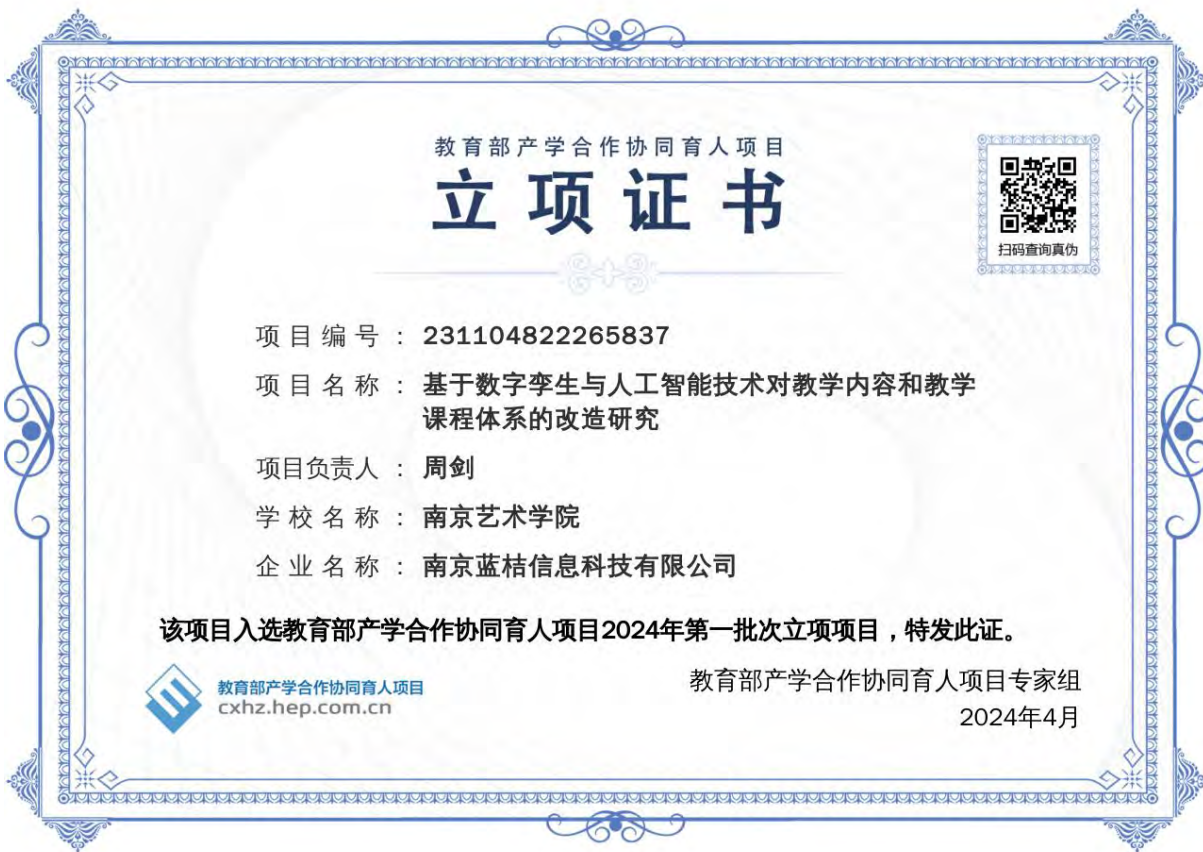 教育部产学合作协同育人项目
立项证书
扫码查询真伪
项目编号：231104822265837
项目名称：基于数字孪生与人工智能技术对教学内容和教学
课程体系的改造研究
项目负责人：周剑
学校名称：南京艺术学院
企业名称：南京蓝桔信息科技有限公司
该项目入选教育部产学合作协同育人项目2024年第一批次立项项目，特发此证。
教育部产学合作协同育人项目
cxhz.hep.com.cn
教育部产学合作协同育人项目专家组
2024年4月